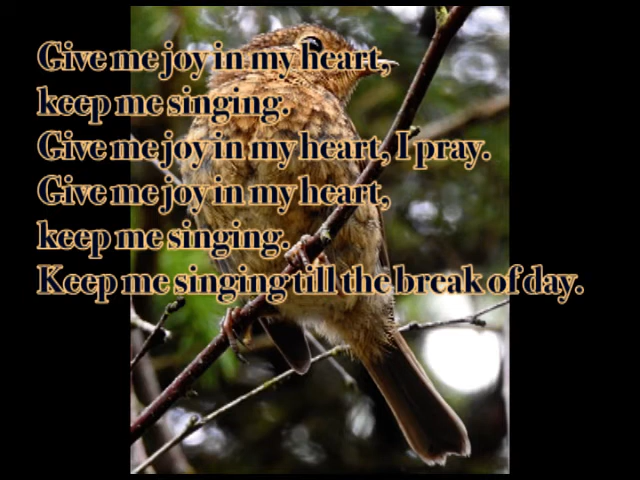 Give me joy in my heart,
keep me singing.
Give me joy in my heart, I pray.
Give me joy in my heart,
keep me singing.
Keep me singing till the break of day.